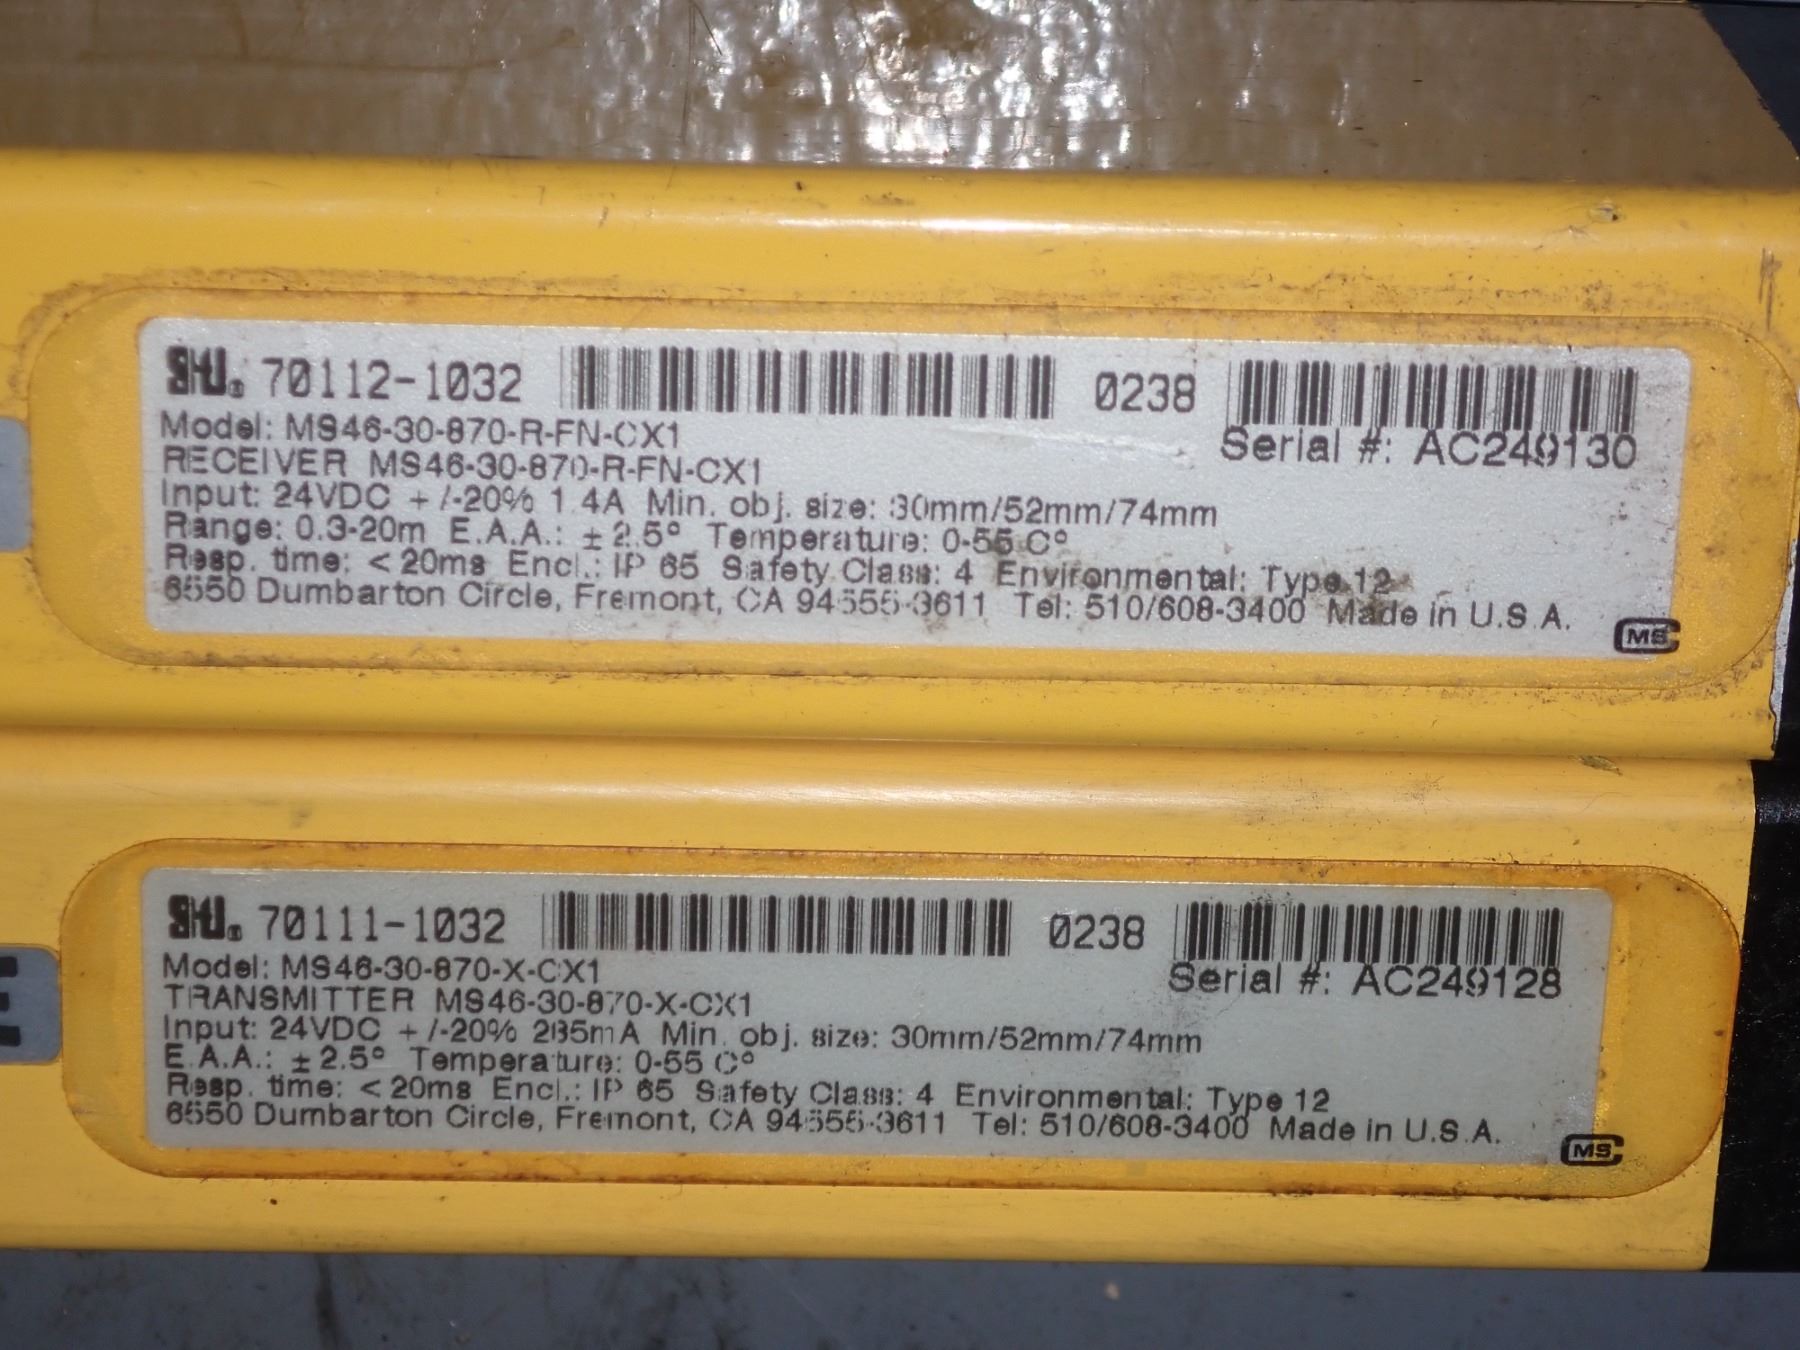 STI® 70112-1032 0238
Serial #: AC249130
Model: MS46-30-870-R-FN-CX1
RECEIVER MS46-30-870-R-FN-CX1
Input: 24VDC +/-20% 1.4A Min. obj. size: 30mm/52mm/74mm
Range: 0.3-20m E.A.A.: ± 2.5° Temperature: 0-55 C°
Resp. time: < 20ms Encl.: IP 65 Safety Class: 4 Environmental: Type 12
6550 Dumbarton Circle, Fremont, CA 94555-3611 Tel: 510/608-3400 Made in U.S.A.
MS
STI® 70111-1032 0238
Serial #: AC249128
Model: MS46-30-870-X-CX1
TRANSMITTER MS46-30-870-X-CX1
Input: 24VDC +/-20% 285mA Min. obj. size: 30mm/52mm/74mm
E.A.A.: ± 2.5° Temperature: 0-55 C°
Resp. time: < 20ms Encl.: IP 65 Safety Class: 4 Environmental: Type 12
6550 Dumbarton Circle, Fremont, CA 94555-3611 Tel: 510/608-3400 Made in U.S.A.
MS
E